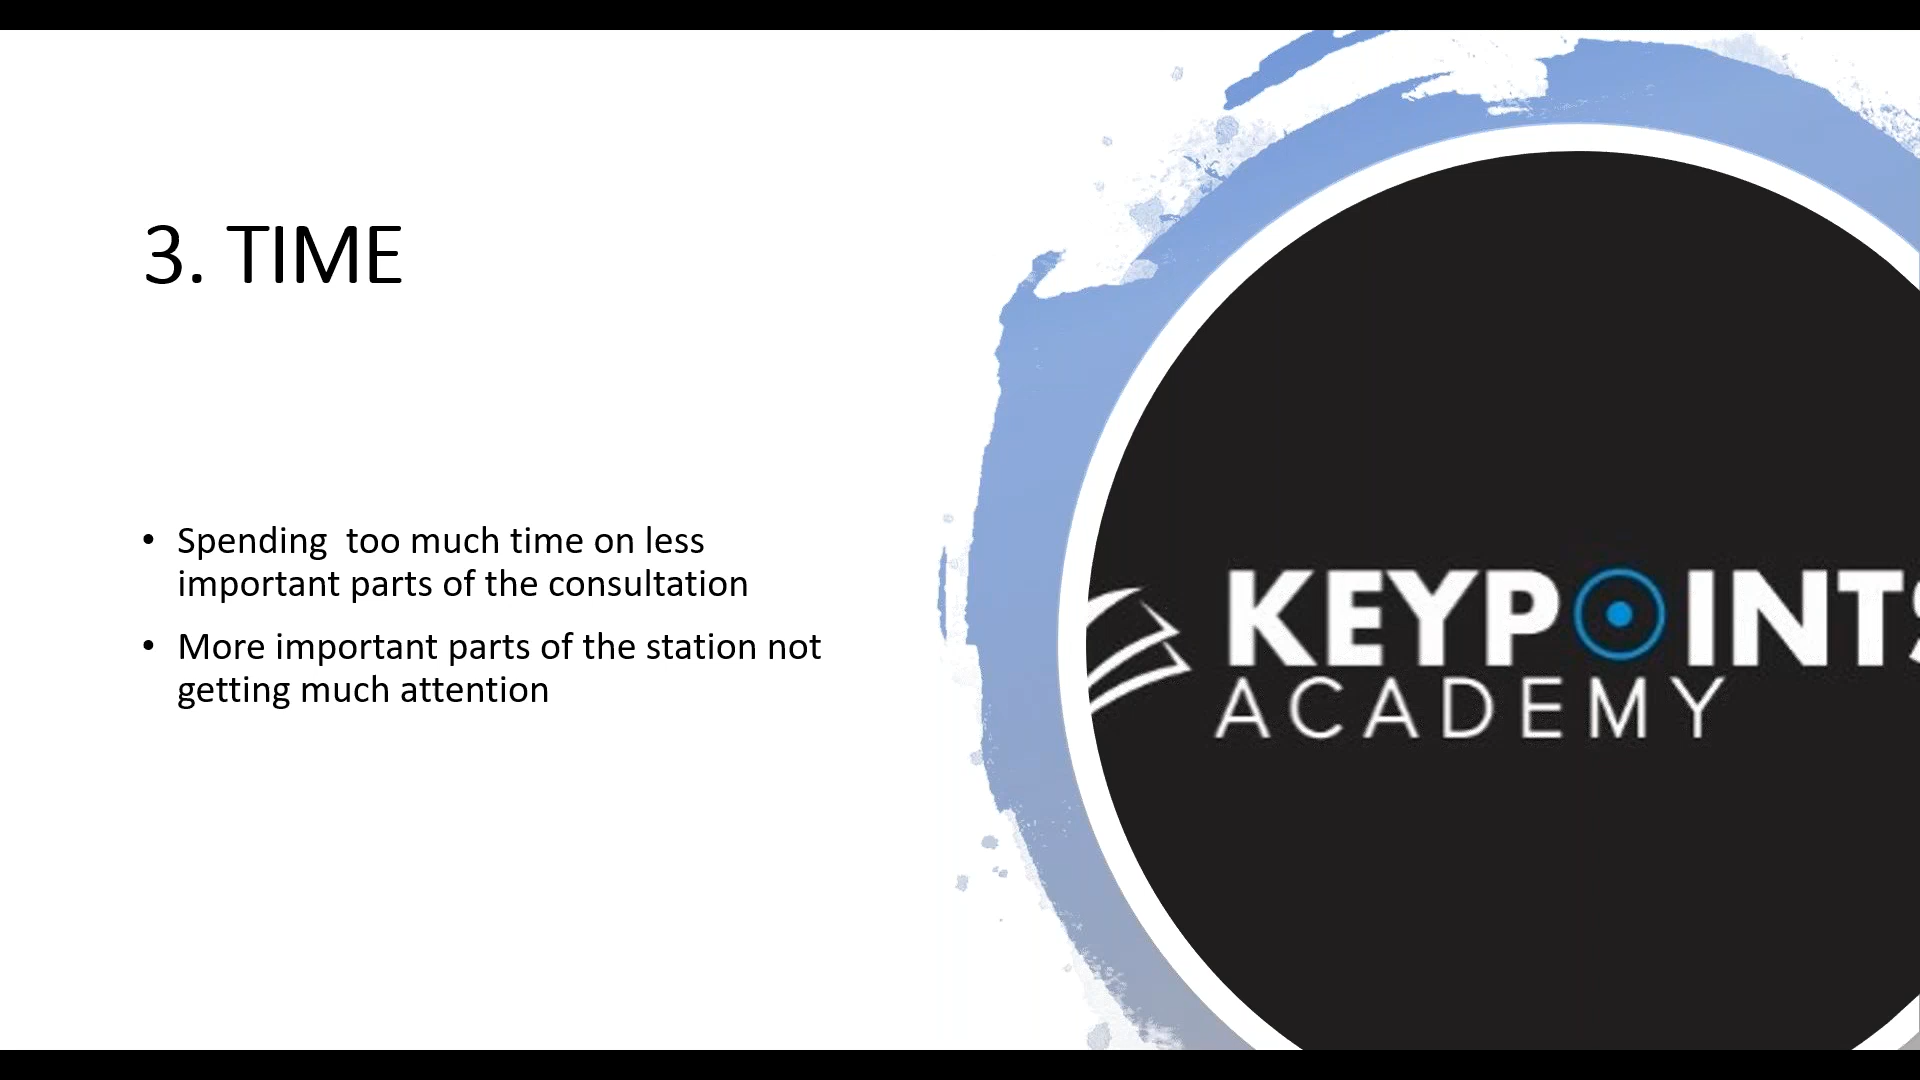 3. TIME
• Spending  too much time on less
important parts of the consultation
• More important parts of the station not
getting much attention
KEYPOINTS
ACADEMY